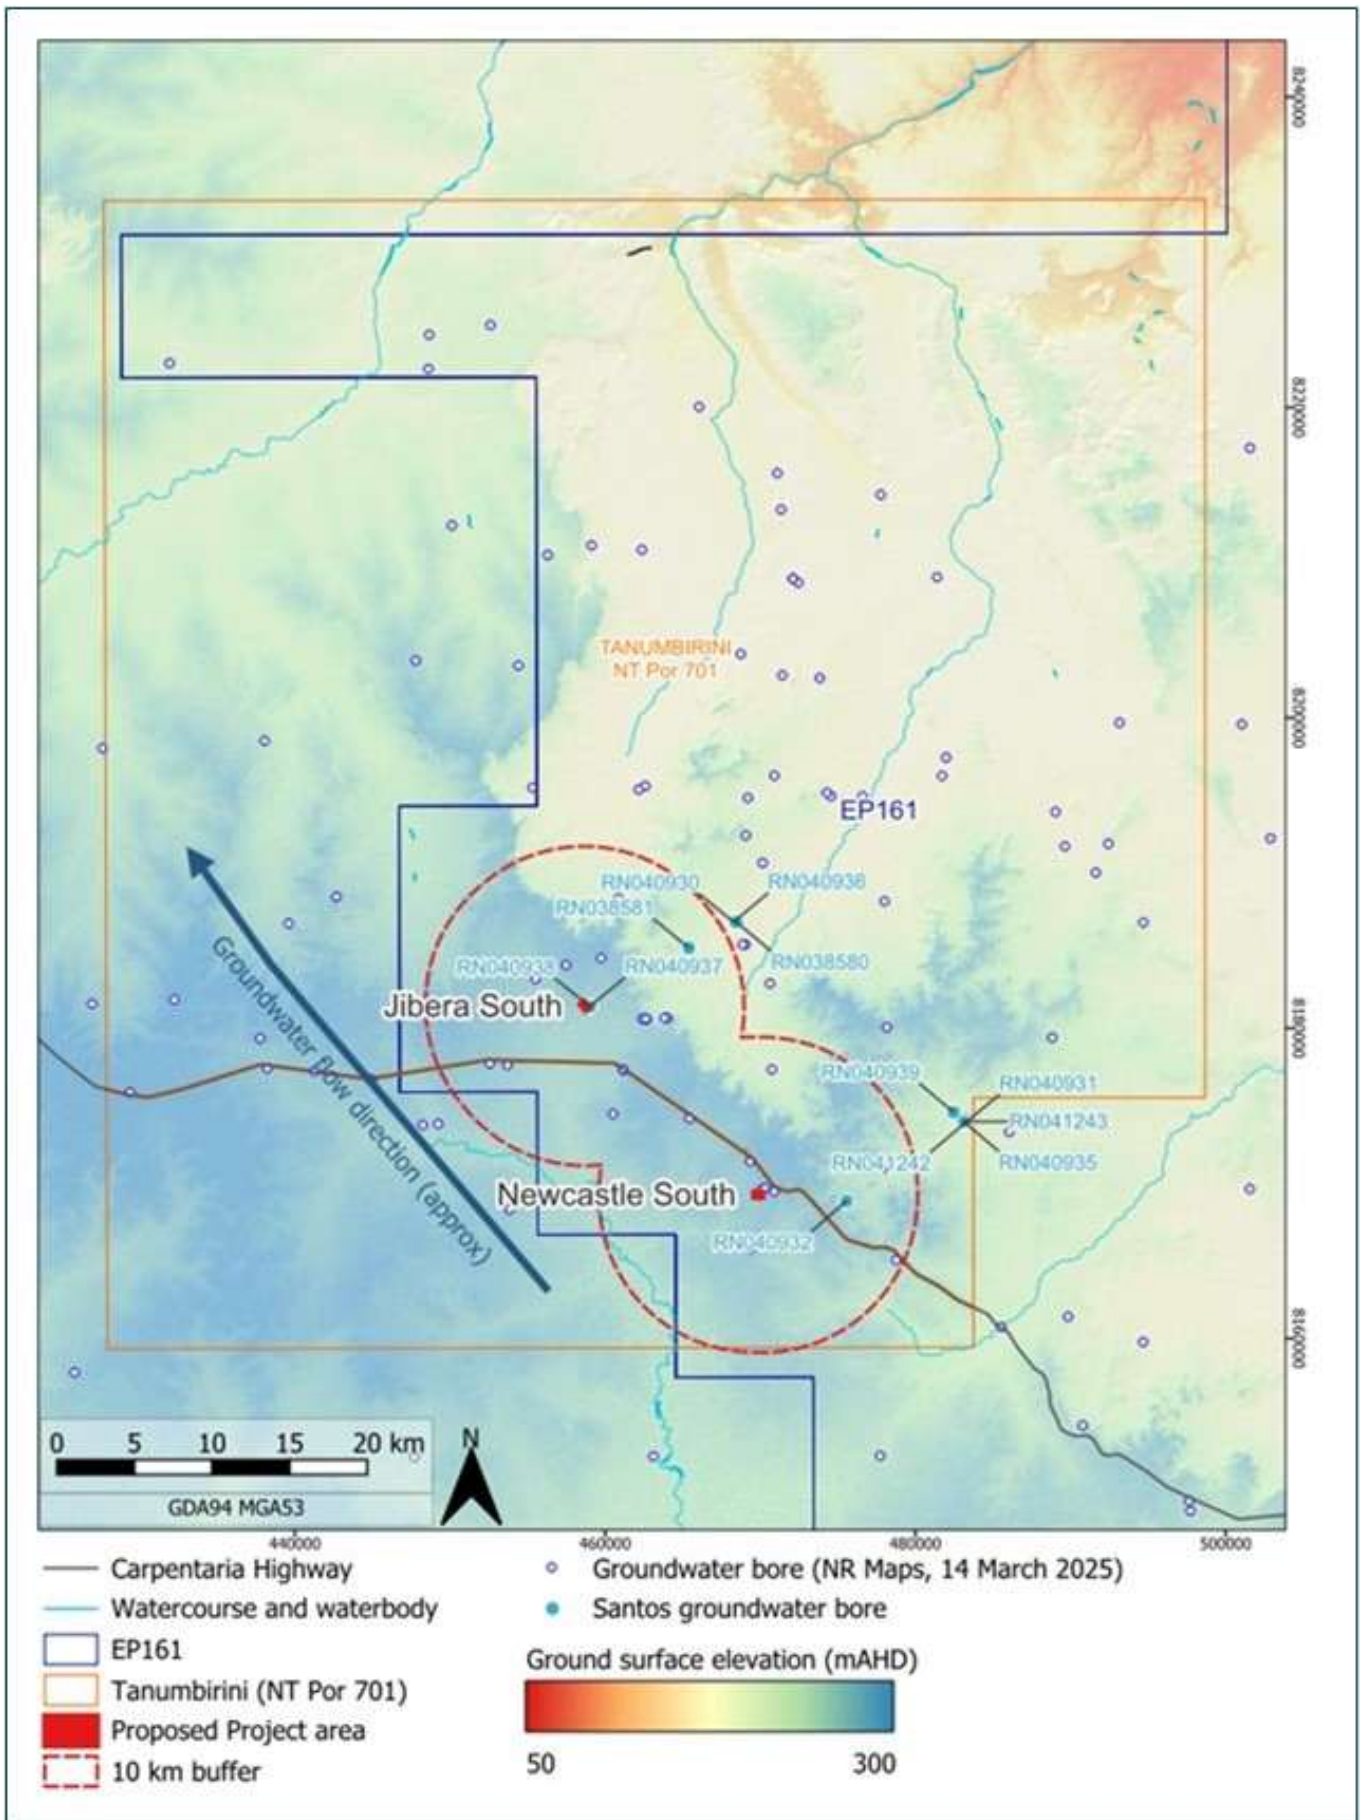 8240000
8220000
TANUMBIRINI
NT Por 701
8200000
EP161
RN040930
RN040936
RN038581
RN040938
RN040937
RN038580
Jibera South
Groundwater flow direction (approx)
8180000
RN040939
RN040931
RN041243
RN041242
RN040935
Newcastle South
RN040932
8160000
0 5 10 15 20 km
N
GDA94 MGA53
440000 460000 480000 500000
Carpentaria Highway
Watercourse and waterbody
EP161
Tanumbirini (NT Por 701)
Proposed Project area
10 km buffer
Groundwater bore (NR Maps, 14 March 2025)
Santos groundwater bore
Ground surface elevation (mAHD)
50 300